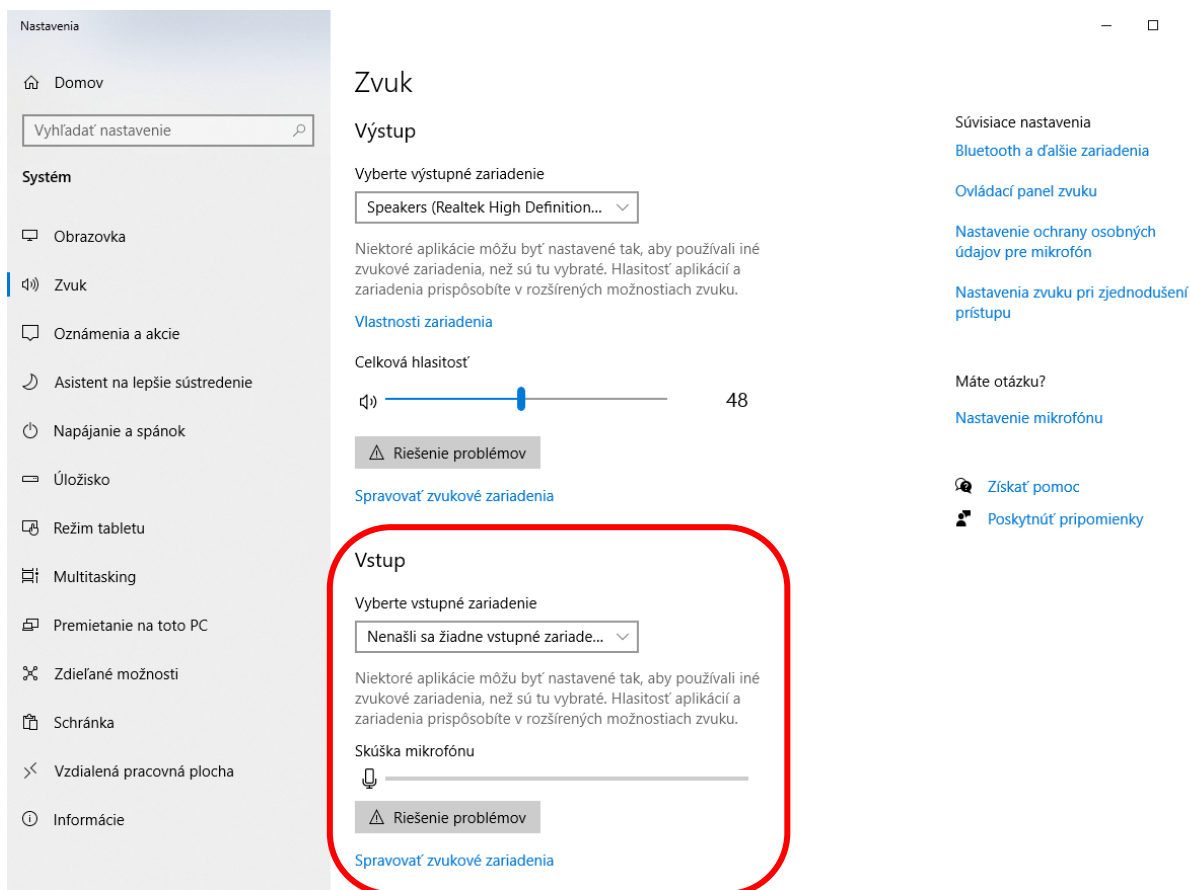 Nastavenia
Domov
Vyhľadať nastavenie
Systém
Obrazovka
Zvuk
Oznámenia a akcie
Asistent na lepšie sústredenie
Napájanie a spánok
Úložisko
Režim tabletu
Multitasking
Premietanie na toto PC
Zdieľané možnosti
Schránka
Vzdialená pracovná plocha
Informácie
Zvuk
Výstup
Vyberte výstupné zariadenie
Speakers (Realtek High Definition...
Niektoré aplikácie môžu byť nastavené tak, aby používali iné
zvukové zariadenia, než sú tu vybraté. Hlasitosť aplikácií a
zariadenia prispôsobíte v rozšírených možnostiach zvuku.
Vlastnosti zariadenia
Celková hlasitosť
48
Riešenie problémov
Spravovať zvukové zariadenia
Vstup
Vyberte vstupné zariadenie
Nenašli sa žiadne vstupné zariade...
Niektoré aplikácie môžu byť nastavené tak, aby používali iné
zvukové zariadenia, než sú tu vybraté. Hlasitosť aplikácií a
zariadenia prispôsobíte v rozšírených možnostiach zvuku.
Skúška mikrofónu
Riešenie problémov
Spravovať zvukové zariadenia
Súvisiace nastavenia
Bluetooth a ďalšie zariadenia
Ovládací panel zvuku
Nastavenie ochrany osobných
údajov pre mikrofón
Nastavenia zvuku pri zjednodušení
prístupu
Máte otázku?
Nastavenie mikrofónu
Získať pomoc
Poskytnúť pripomienky